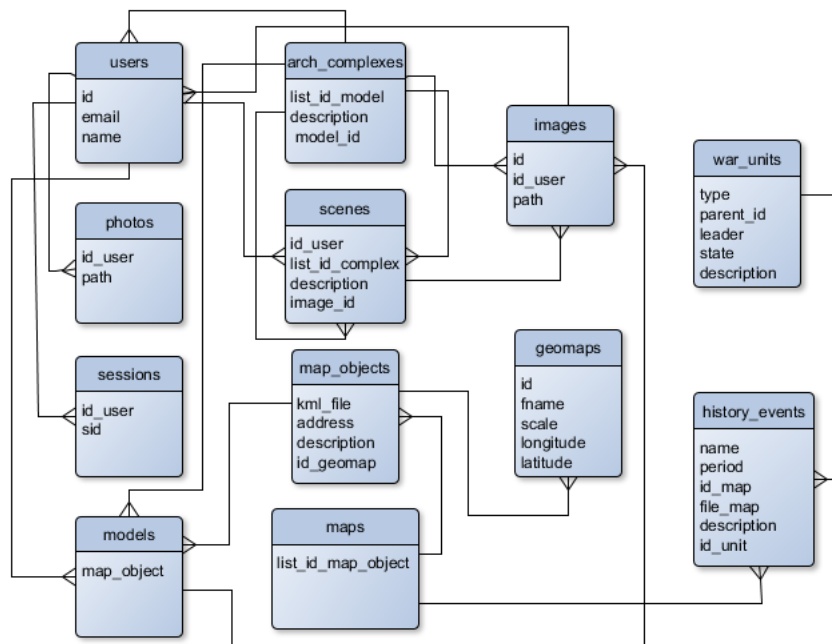 users
id
email
name
arch_complexes
list_id_model
description
model_id
images
id
id_user
path
war_units
type
parent_id
leader
state
description
photos
id_user
path
scenes
id_user
list_id_complex
description
image_id
sessions
id_user
sid
map_objects
kml_file
address
description
id_geomap
geomaps
id
fname
scale
longitude
latitude
history_events
name
period
id_map
file_map
description
id_unit
models
map_object
maps
list_id_map_object